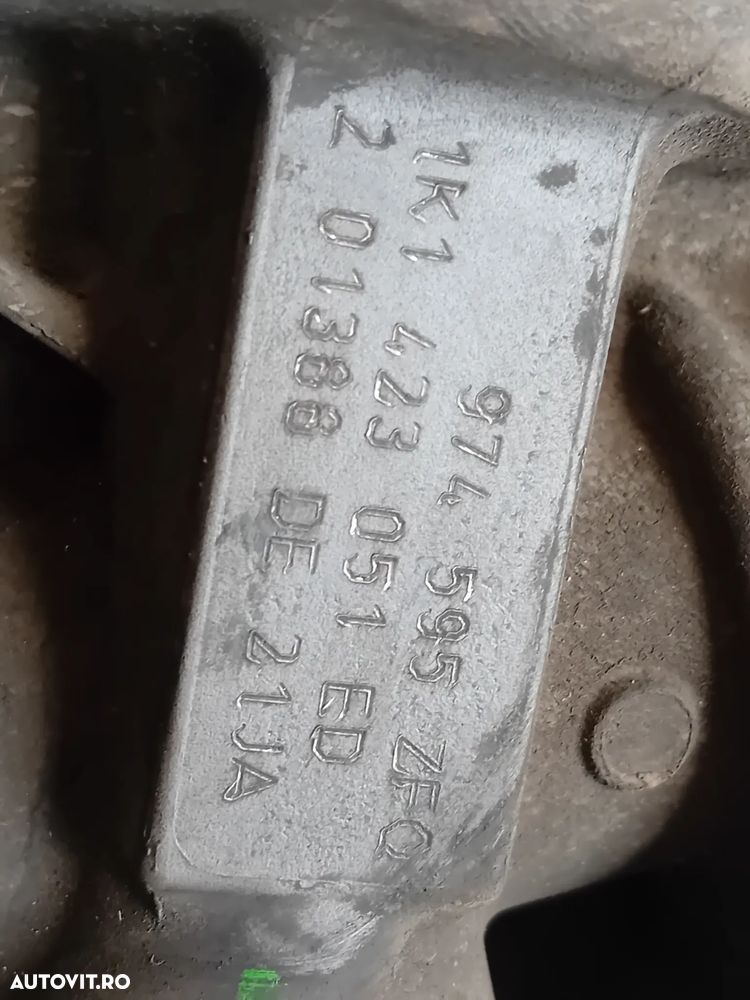 974 595 ZFQ
1K1 423 051 ED
2 01388 DE 21JA
AUTOVIT.RO